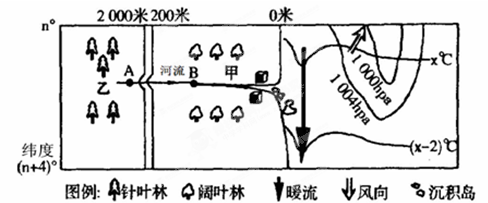 2 000米 200米 0米
n°
A 河流 B 甲
乙
x℃
1 000hpa
1 004hpa
(x-2)℃
纬度
(n+4)°
图例: 针叶林 阔叶林 暖流 风向 沉积岛